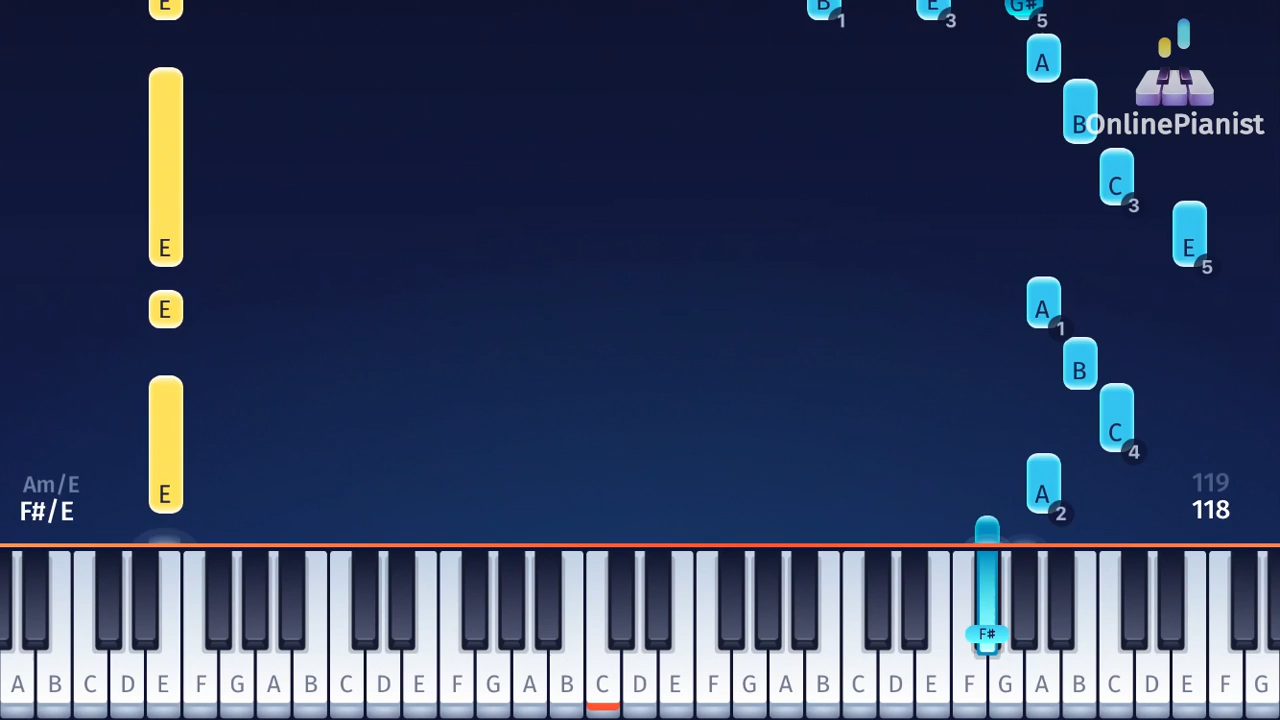 E B 1 E 3 G# 5
A
B OnlinePianist
C 3
E E 5
E A 1
B
C 4
Am/E 119
E A 2
F#/E 118
F#
A B C D E F G A B C D E F G A B C D E F G A B C D E F G A B C D E F G